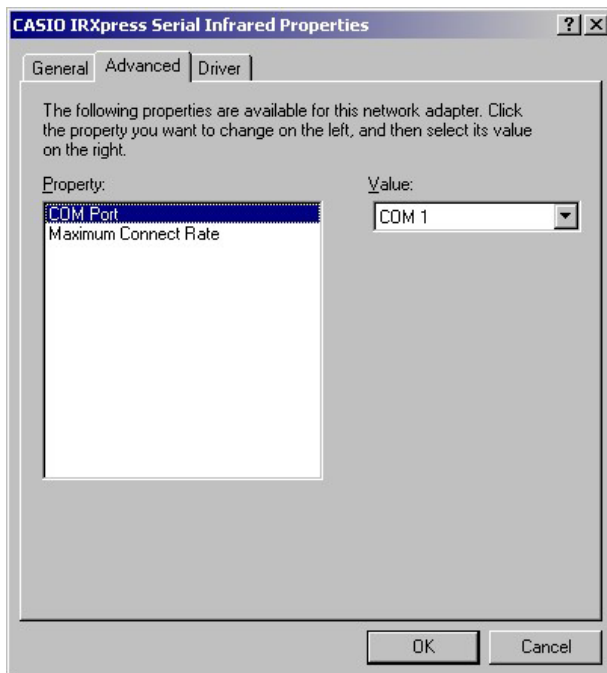 CASIO IRXpress Serial Infrared Properties
General Advanced Driver
The following properties are available for this network adapter. Click
the property you want to change on the left, and then select its value
on the right.
Property: Value:
COM Port COM 1
Maximum Connect Rate
OK Cancel